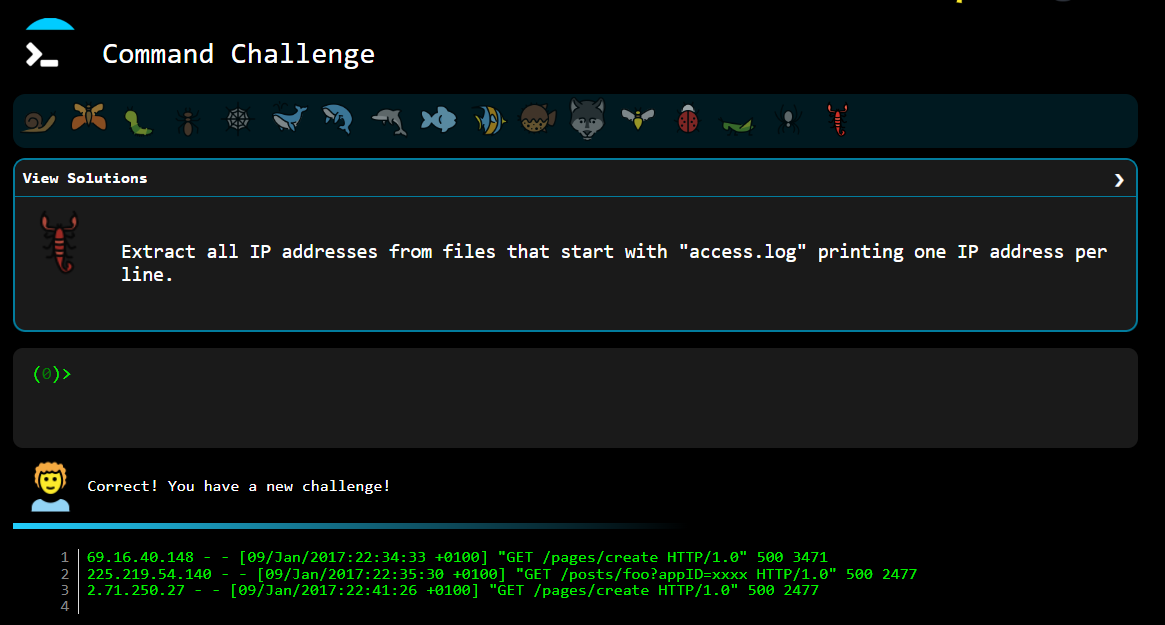 Command Challenge
View Solutions
Extract all IP addresses from files that start with "access.log" printing one IP address per
line.
(0)>
Correct! You have a new challenge!
1 69.16.40.148 - - [09/Jan/2017:22:34:33 +0100] "GET /pages/create HTTP/1.0" 500 3471
2 225.219.54.140 - - [09/Jan/2017:22:35:30 +0100] "GET /posts/foo?appID=xxxx HTTP/1.0" 500 2477
3 2.71.250.27 - - [09/Jan/2017:22:41:26 +0100] "GET /pages/create HTTP/1.0" 500 2477
4